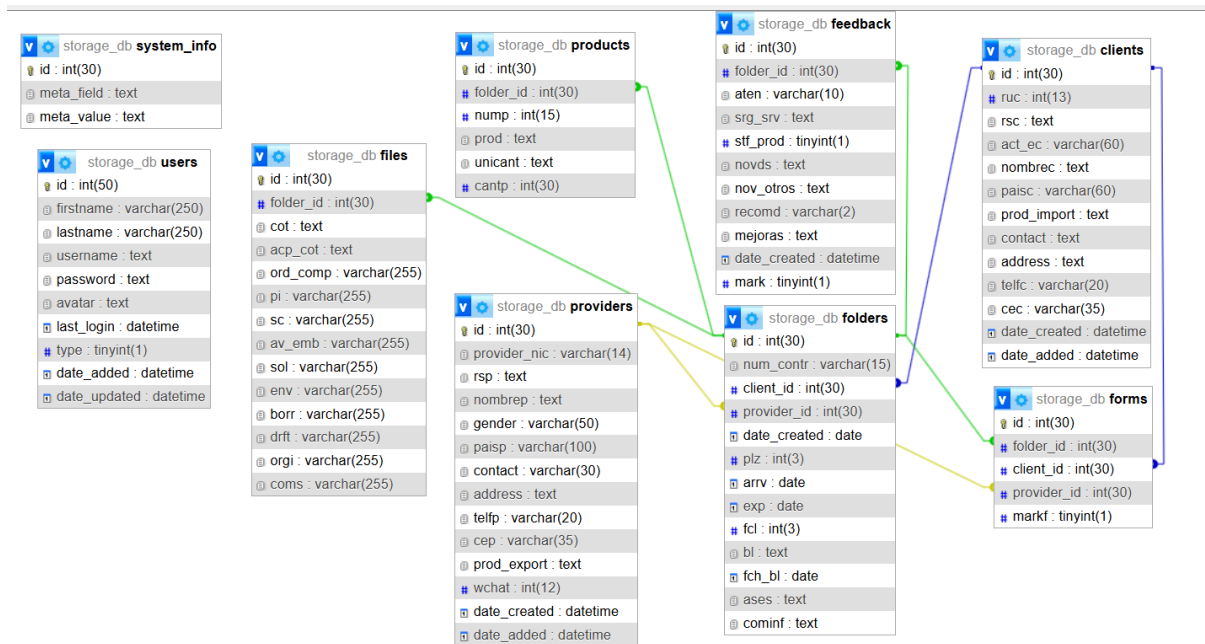 storage_db system_info
id : int(30)
meta_field : text
meta_value : text
storage_db users
id : int(50)
firstname : varchar(250)
lastname : varchar(250)
username : text
password : text
avatar : text
last_login : datetime
type : tinyint(1)
date_added : datetime
date_updated : datetime
storage_db files
id : int(30)
folder_id : int(30)
cot : text
acp_cot : text
ord_comp : varchar(255)
pi : varchar(255)
sc : varchar(255)
av_emb : varchar(255)
sol : varchar(255)
env : varchar(255)
borr : varchar(255)
drft : varchar(255)
orgi : varchar(255)
coms : varchar(255)
storage_db products
id : int(30)
folder_id : int(30)
nump : int(15)
prod : text
unicant : text
cantp : int(30)
storage_db providers
id : int(30)
provider_nic : varchar(14)
rsp : text
nombrep : text
gender : varchar(50)
paisp : varchar(100)
contact : varchar(30)
address : text
telfp : varchar(20)
cep : varchar(35)
prod_export : text
wchat : int(12)
date_created : datetime
date_added : datetime
storage_db feedback
id : int(30)
folder_id : int(30)
aten : varchar(10)
srg_srv : text
stf_prod : tinyint(1)
novds : text
nov_otros : text
recomd : varchar(2)
mejoras : text
date_created : datetime
mark : tinyint(1)
storage_db folders
id : int(30)
num_contr : varchar(15)
client_id : int(30)
provider_id : int(30)
date_created : date
plz : int(3)
arrv : date
exp : date
fcl : int(3)
bl : text
fch_bl : date
ases : text
cominf : text
storage_db clients
id : int(30)
ruc : int(13)
rsc : text
act_ec : varchar(60)
nombrec : text
paisc : varchar(60)
prod_import : text
contact : text
address : text
telfc : varchar(20)
cec : varchar(35)
date_created : datetime
date_added : datetime
storage_db forms
id : int(30)
folder_id : int(30)
client_id : int(30)
provider_id : int(30)
markf : tinyint(1)